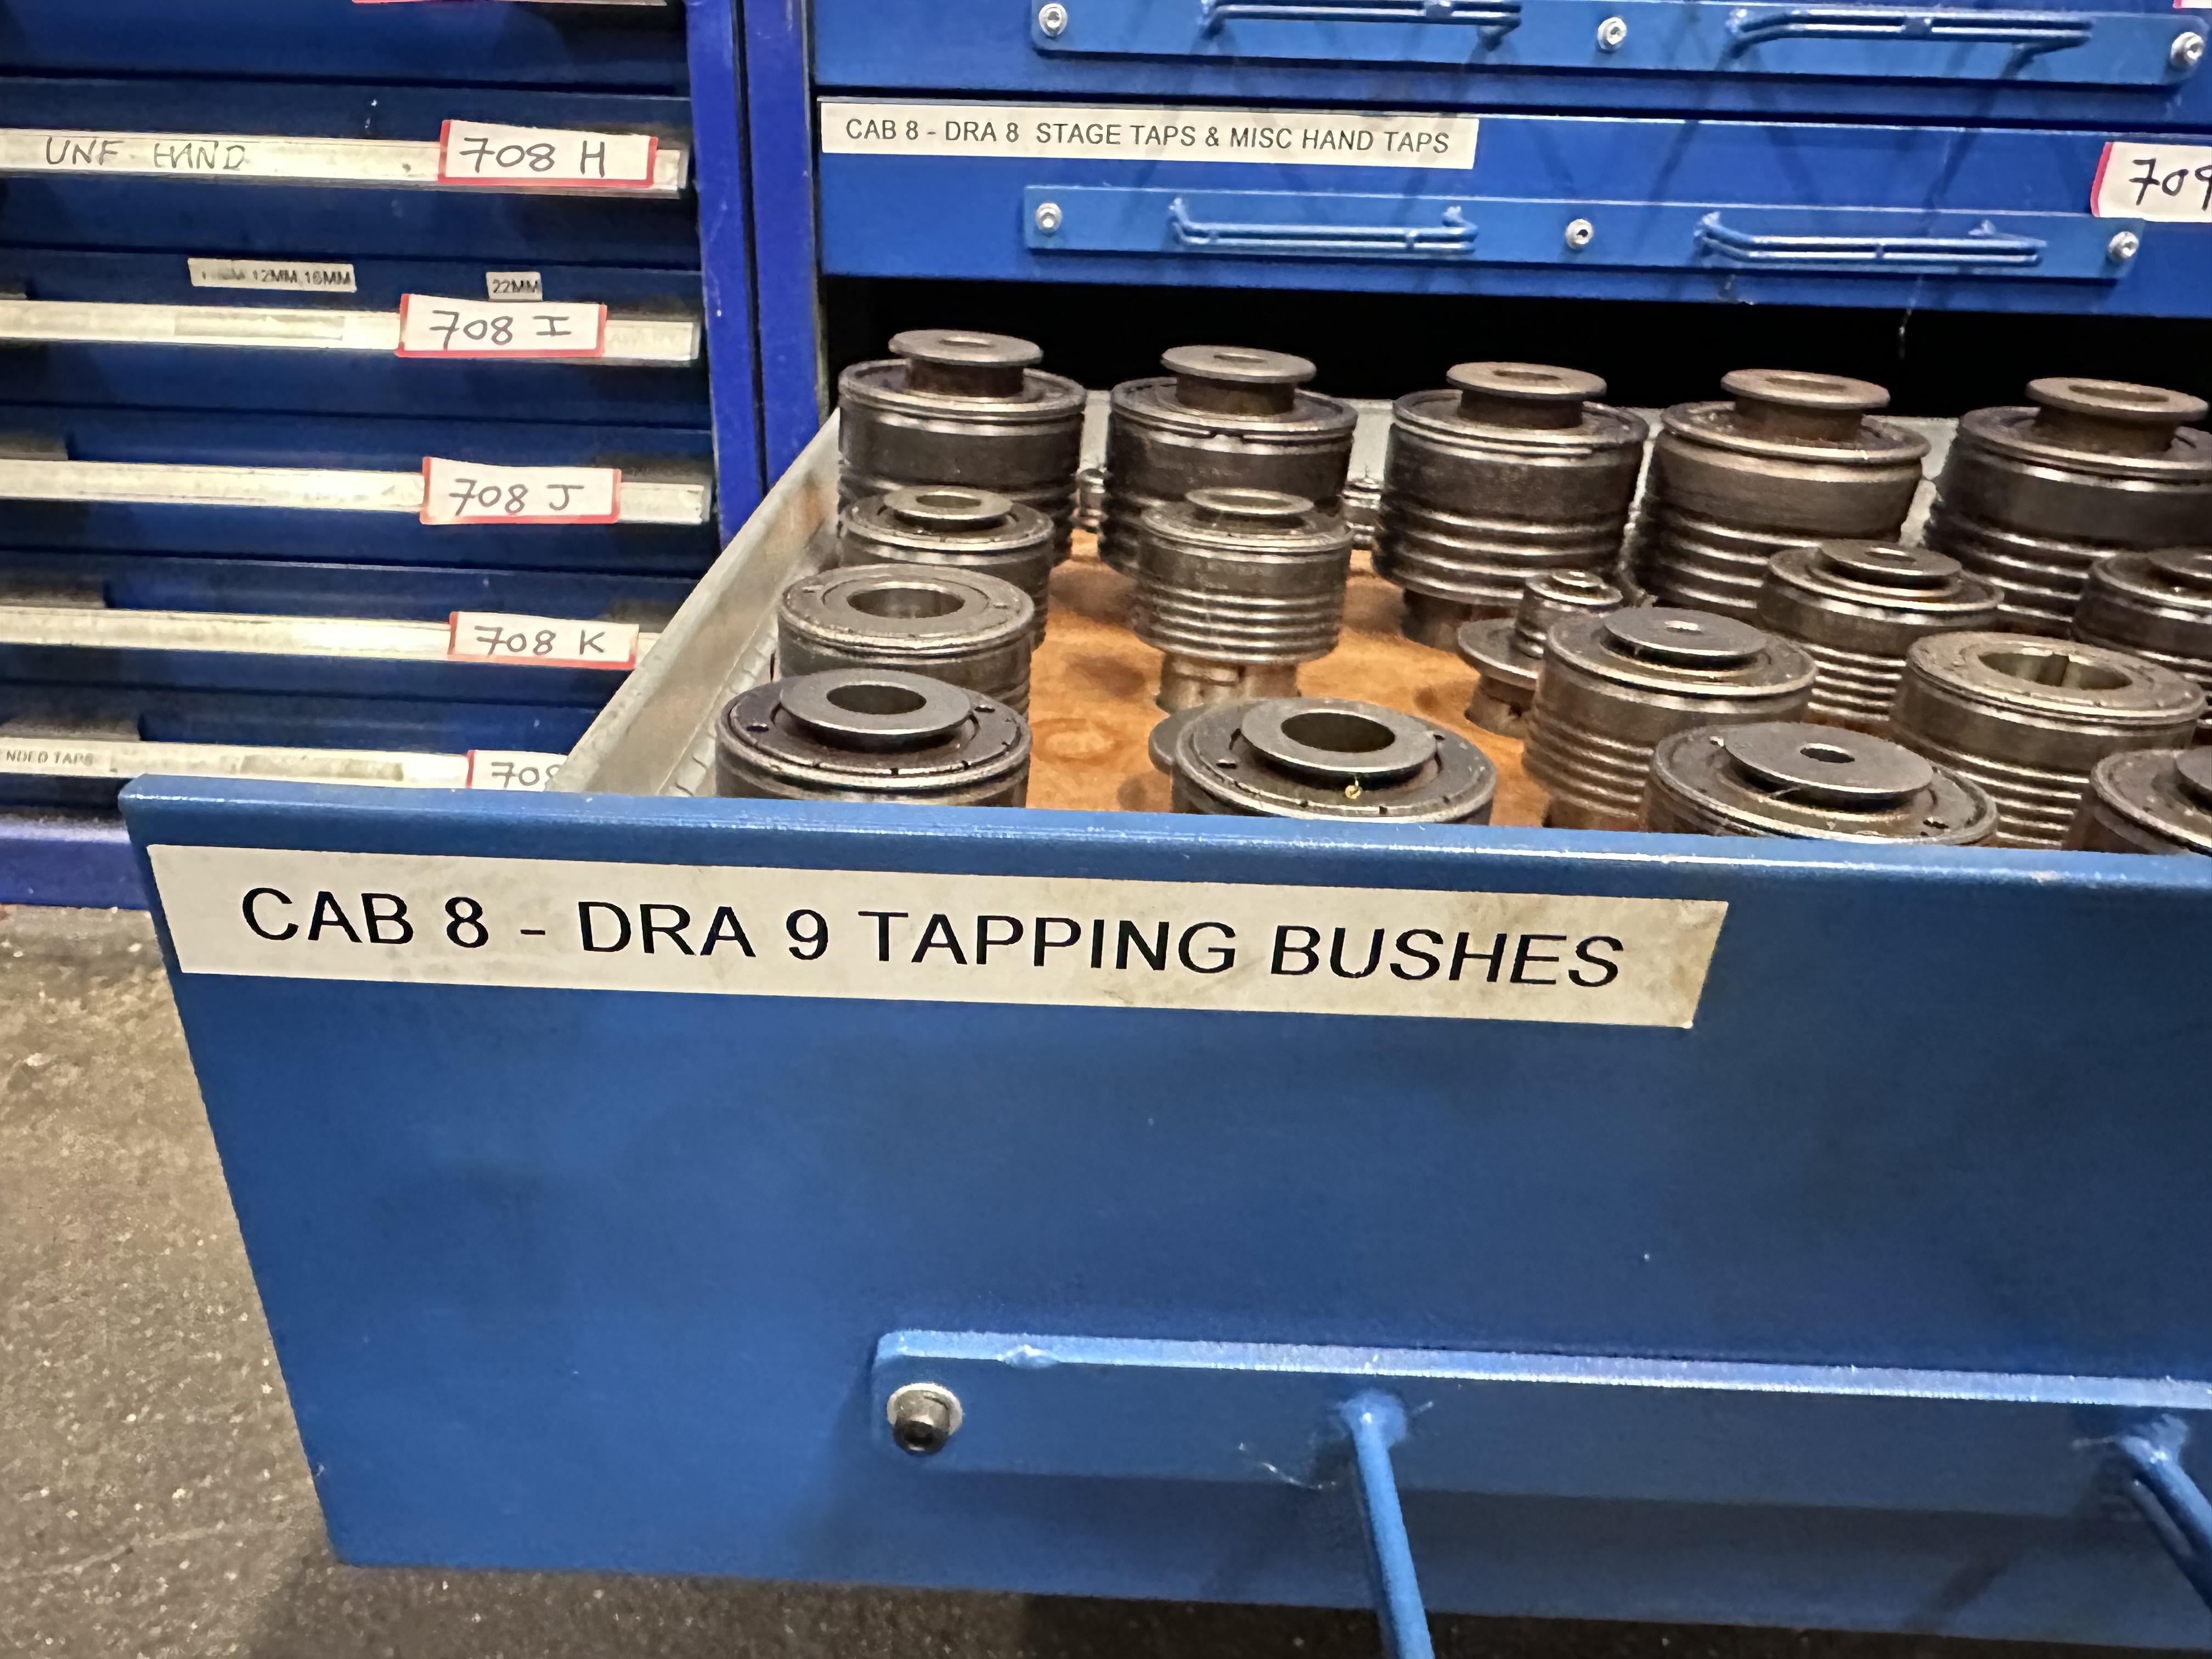 UNF HAND
708 H
CAB 8 - DRA 8 STAGE TAPS & MISC HAND TAPS
12MM,16MM
22MM
708 I
708 J
708 K
TAPS
CAB 8 - DRA 9 TAPPING BUSHES